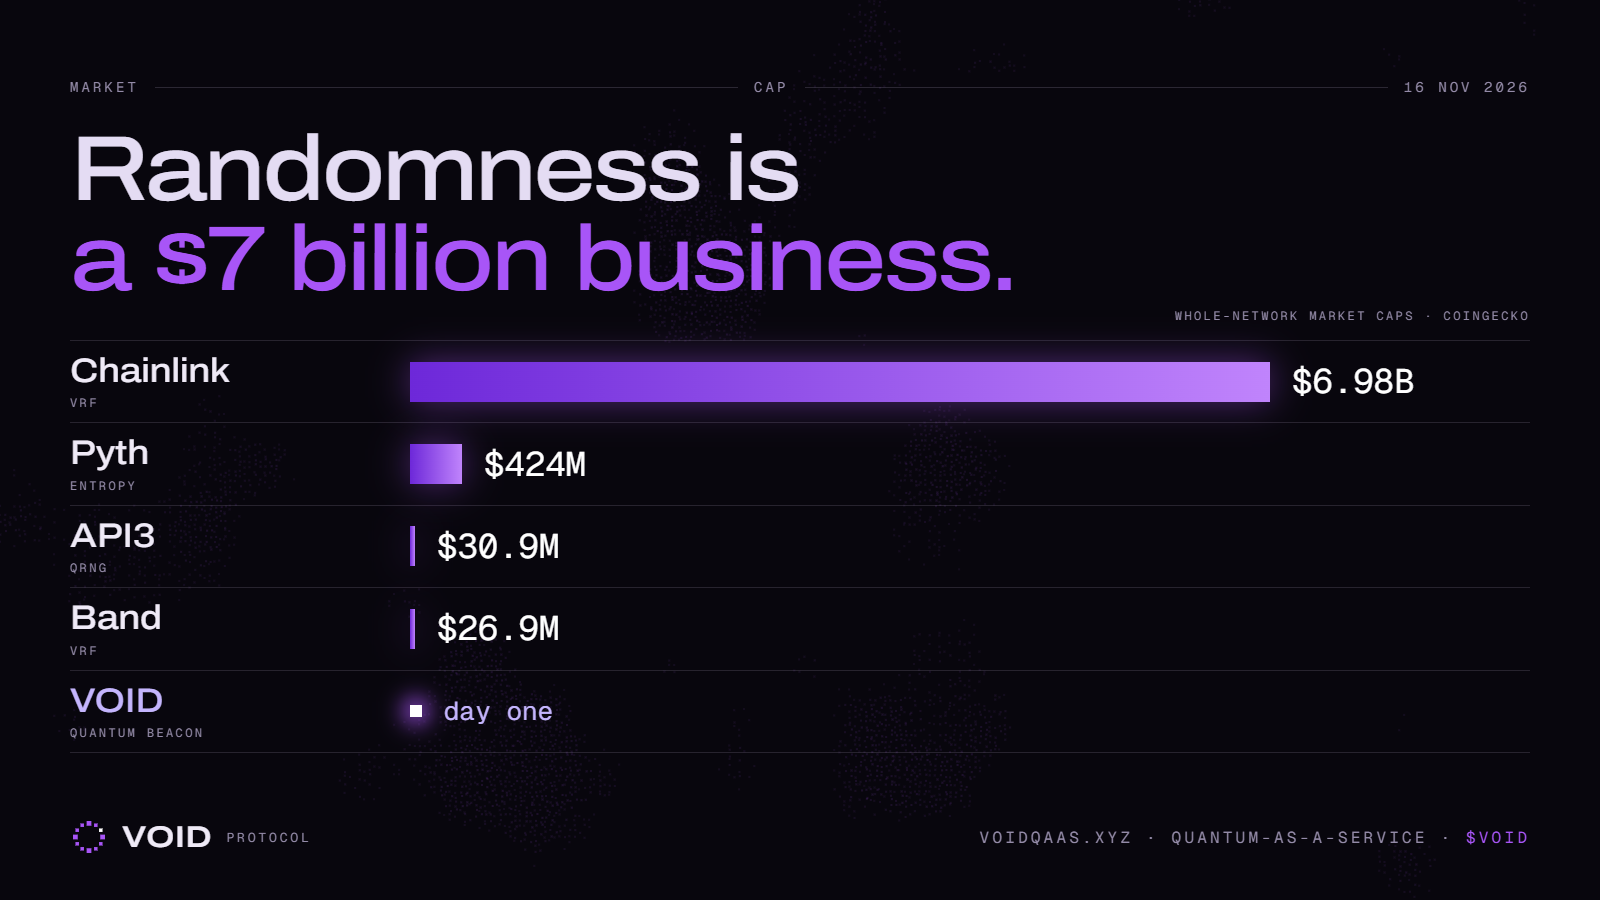 MARKET CAP 16 NOV 2026
Randomness is
a $7 billion business.
WHOLE-NETWORK MARKET CAPS · COINGECKO
Chainlink
VRF
$6.98B
Pyth
ENTROPY
$424M
API3
QRNG
$30.9M
Band
VRF
$26.9M
VOID
QUANTUM BEACON
day one
VOID PROTOCOL
VOIDQAAS.XYZ · QUANTUM-AS-A-SERVICE · $VOID